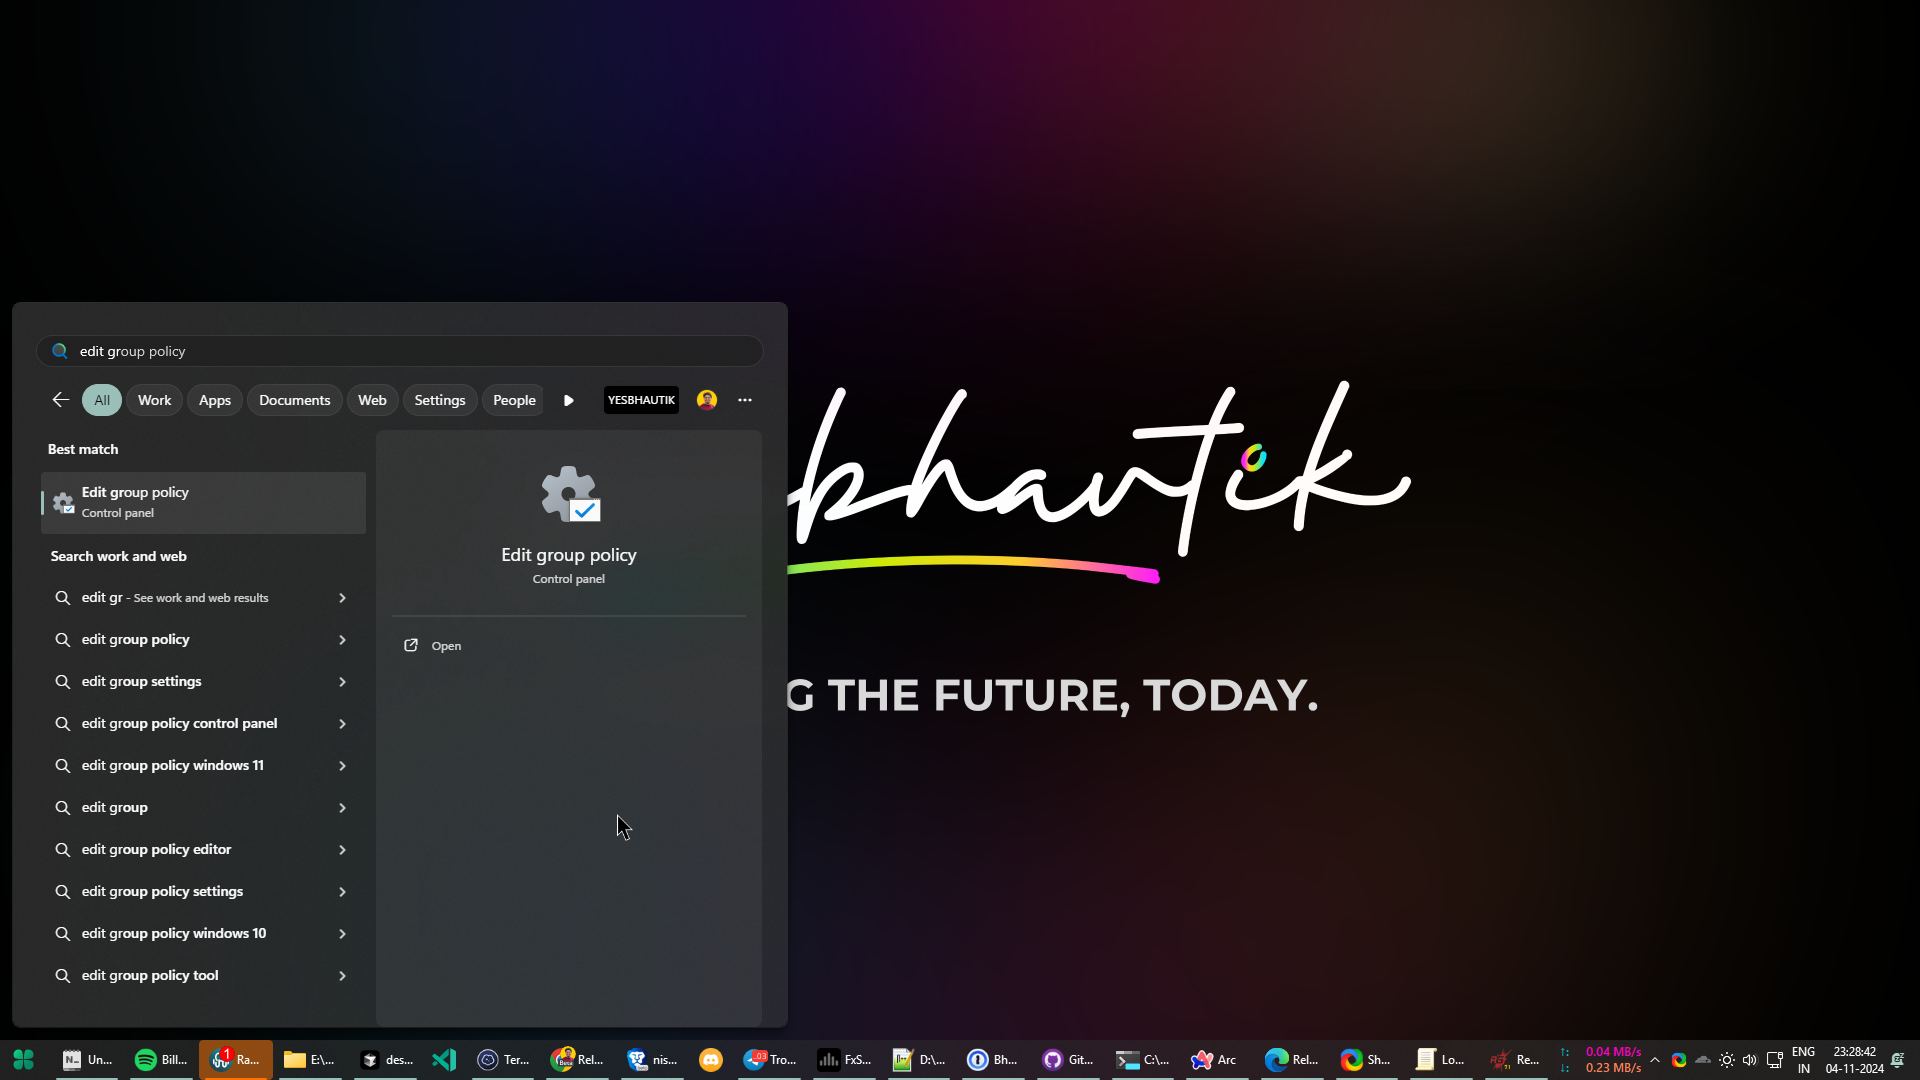 edit group policy
All
Work
Apps
Documents
Web
Settings
People
YESBHAUTIK
Best match
Edit group policy
Control panel
Search work and web
edit gr - See work and web results
edit group policy
edit group settings
edit group policy control panel
edit group policy windows 11
edit group
edit group policy editor
edit group policy settings
edit group policy windows 10
edit group policy tool
Edit group policy
Control panel
Open
bhautik
G THE FUTURE, TODAY.
Un...
Bill...
1
Ra...
E:\...
des...
Ter...
Rel...
nis...
.03
Tro...
FxS...
D:\...
Bh...
Git...
C:\...
Arc
Rel...
Sh...
Lo...
Re...
↑: 0.04 MB/s
↓: 0.23 MB/s
ENG
IN
23:28:42
04-11-2024